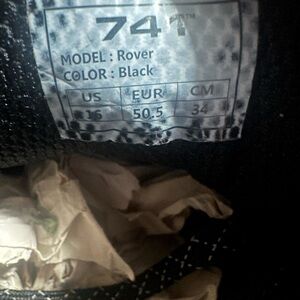 741
MODEL : Rover
COLOR : Black
US EUR CM
16 50.5 34